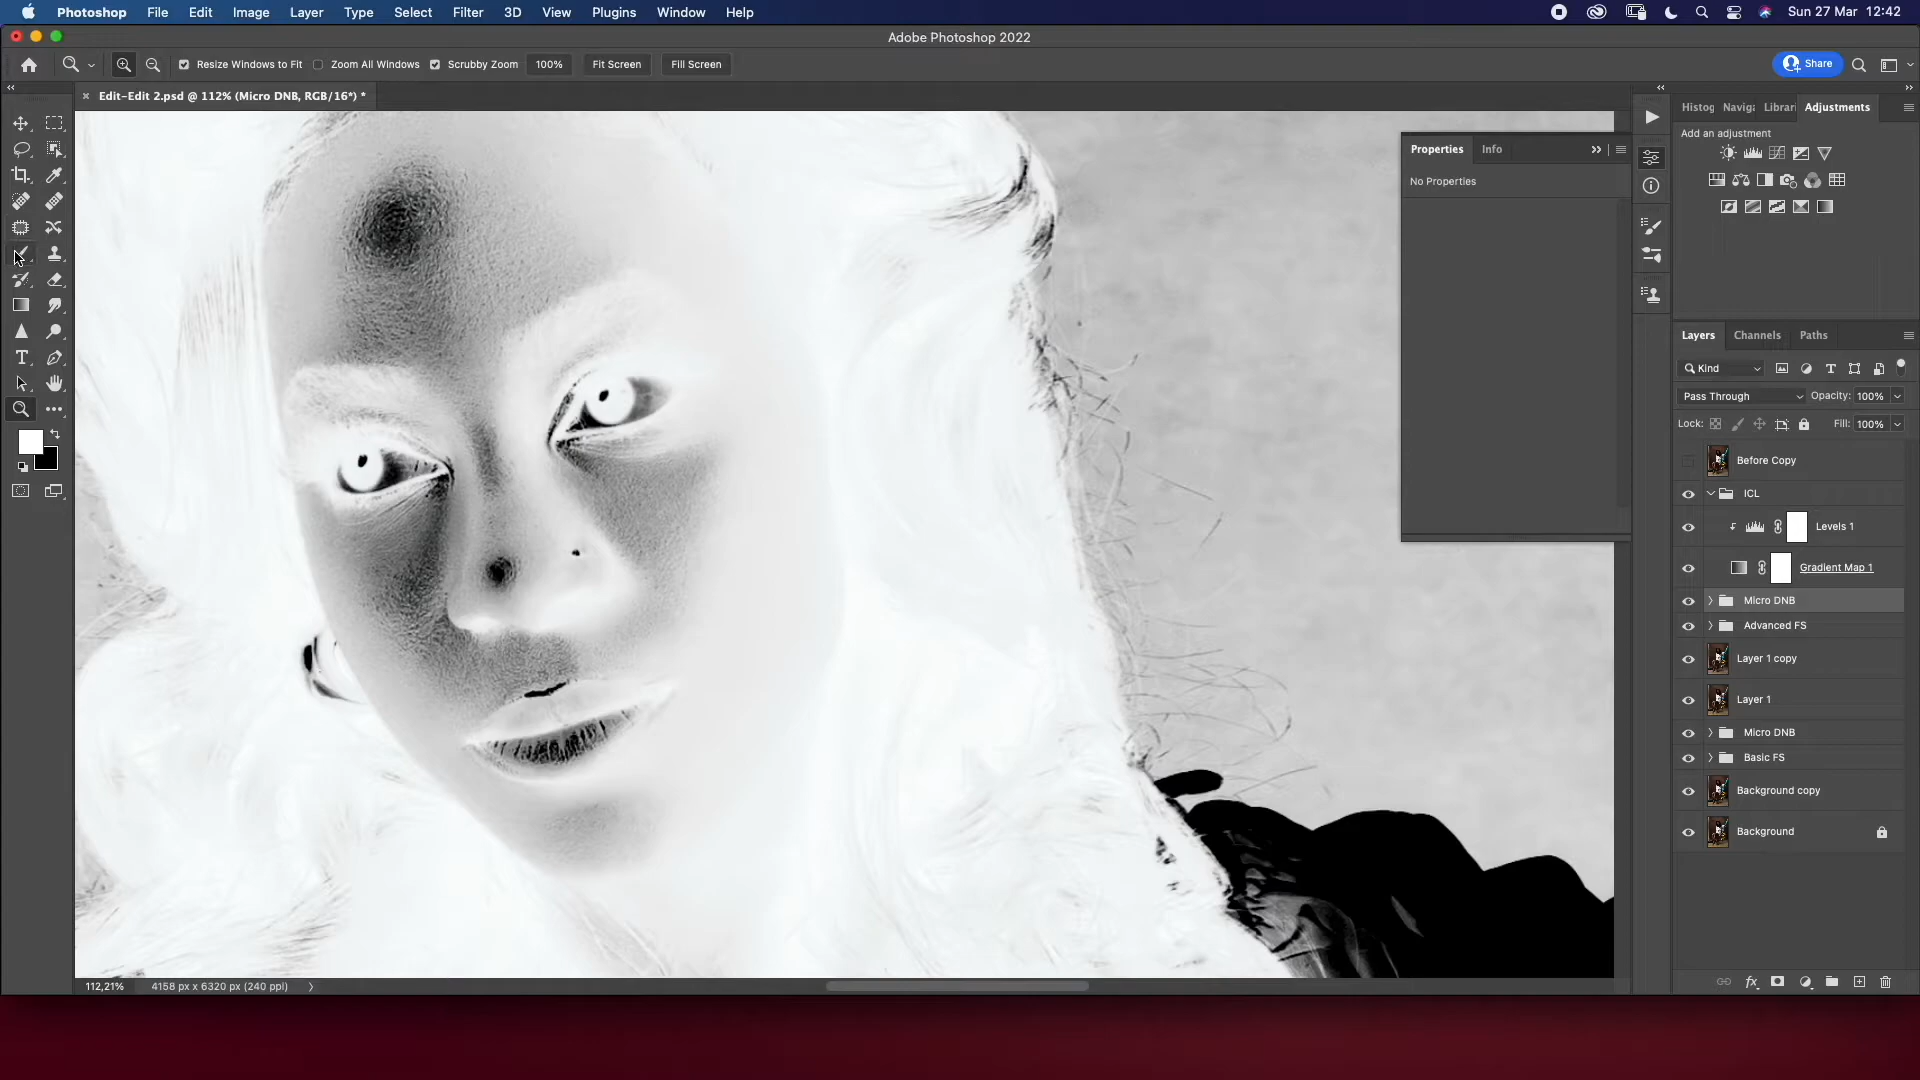 Photoshop File Edit Image Layer Type Select Filter 3D View Plugins Window Help Sun 27 Mar 12:42
Adobe Photoshop 2022
Resize Windows to Fit Zoom All Windows Scrubby Zoom 100% Fit Screen Fill Screen Share
Edit-Edit 2.psd @ 112% (Micro DNB, RGB/16*) *
Histog Naviga Librari Adjustments
Add an adjustment
Properties Info
No Properties
Layers Channels Paths
Kind
Pass Through Opacity: 100%
Lock: Fill: 100%
Before Copy
ICL
Levels 1
Gradient Map 1
Micro DNB
Advanced FS
Layer 1 copy
Layer 1
Micro DNB
Basic FS
Background copy
Background
112,21% 4158 px x 6320 px (240 ppi)